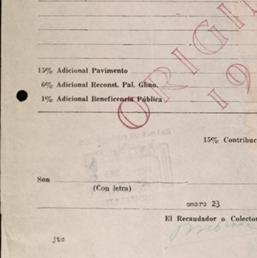 ORIGI
19
15% Adicional Pavimento
6% Adicional Reconst. Pal. Gbno.
1% Adicional Beneficencia Pública
15% Contribuc
Son
(Con letra)
enero 23
El Recaudador o Colector
jtc